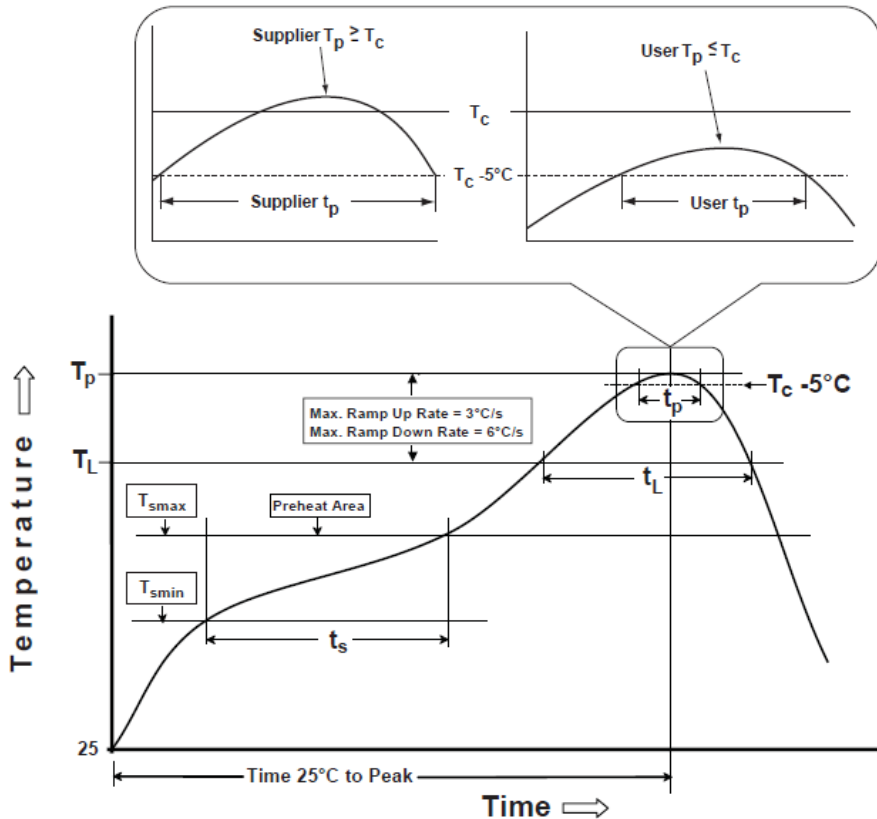 Supplier Tp ≥ Tc
User Tp ≤ Tc
Tc
Tc -5°C
Supplier tp
User tp
Tp
Tc -5°C
tp
Max. Ramp Up Rate = 3°C/s
Max. Ramp Down Rate = 6°C/s
TL
tL
Tsmax
Preheat Area
Tsmin
ts
Temperature
25
Time 25°C to Peak
Time